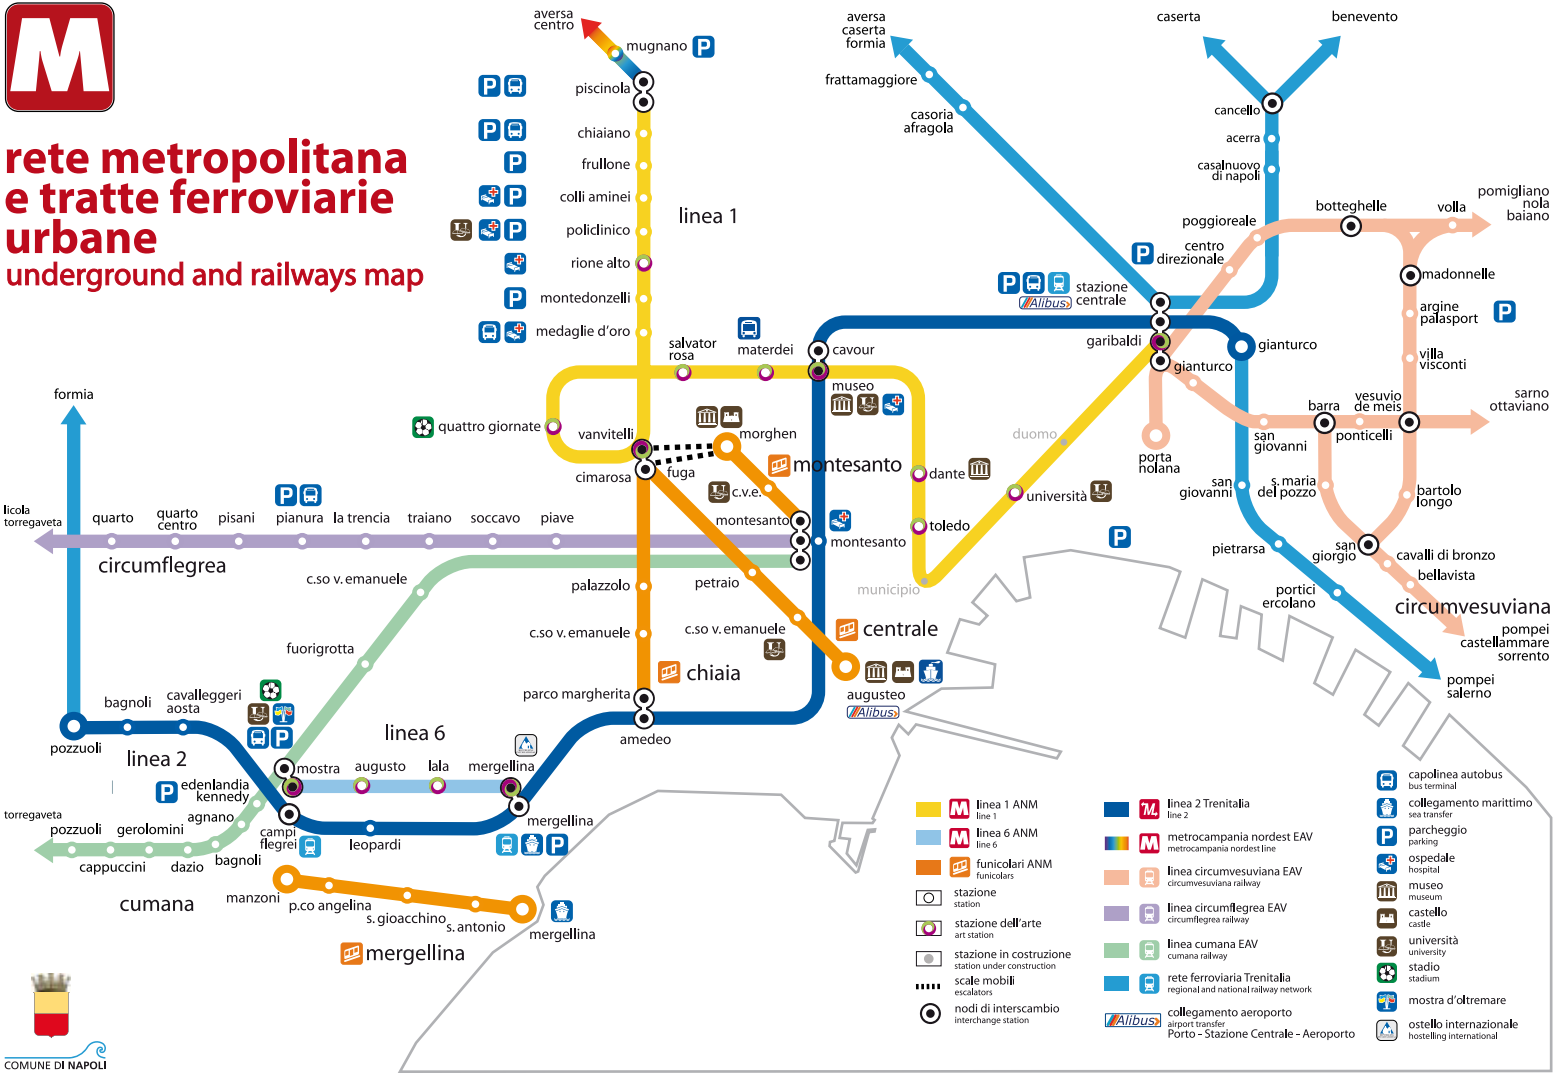 M
rete metropolitana
e tratte ferroviarie
urbane
underground and railways map
aversa
centro
mugnano
P
piscinola
chiaiano
frullone
colli aminei
policlinico
rione alto
montedonzelli
medaglie d'oro
linea 1
salvator
rosa
materdei
cavour
museo
quattro giornate
vanvitelli
cimarosa
fuga
morghen
montesanto
c.v.e.
montesanto
montesanto
dante
toledo
municipio
università
duomo
garibaldi
stazione
centrale
Alibus
aversa
caserta
formia
frattamaggiore
casoria
afragola
caserta
benevento
cancello
acerra
casalnuovo
di napoli
poggioreale
centro
direzionale
botteghelle
volla
pomigliano
nola
baiano
madonnelle
argine
palasport
villa
visconti
gianturco
gianturco
porta
nolana
san
giovanni
barra
ponticelli
vesuvio
de meis
sarno
ottaviano
san
giovanni
s. maria
del pozzo
bartolo
longo
san
giorgio
cavalli di bronzo
bellavista
circumvesuviana
pompei
castellammare
sorrento
pietrarsa
portici
ercolano
pompei
salerno
formia
licola
torregaveta
quarto
quarto
centro
pisani
pianura
la trencia
traiano
soccavo
piave
circumflegrea
c.so v. emanuele
fuorigrotta
palazzolo
c.so v. emanuele
petraio
c.so v. emanuele
centrale
chiaia
augusteo
Alibus
parco margherita
amedeo
bagnoli
cavalleggeri
aosta
pozzuoli
linea 2
linea 6
mostra
augusto
lala
mergellina
edenlandia
kennedy
agnano
torregaveta
pozzuoli
gerolomini
cappuccini
dazio
bagnoli
campi
flegrei
leopardi
mergellina
cumana
manzoni
p.co angelina
s. gioacchino
s. antonio
mergellina
mergellina
linea 1 ANM
line 1
linea 6 ANM
line 6
funicolari ANM
funicolars
stazione
station
stazione dell'arte
art station
stazione in costruzione
station under construction
scale mobili
escalators
nodi di interscambio
interchange station
linea 2 Trenitalia
line 2
metrocampania nordest EAV
metrocampania nordest line
linea circumvesuviana EAV
circumvesuviana railway
linea circumflegrea EAV
circumflegrea railway
linea cumana EAV
cumana railway
rete ferroviaria Trenitalia
regional and national railway network
Alibus
collegamento aeroporto
airport transfer
Porto – Stazione Centrale – Aeroporto
capolinea autobus
bus terminal
collegamento marittimo
sea transfer
parcheggio
parking
ospedale
hospital
museo
museum
castello
castle
università
university
stadio
stadium
mostra d'oltremare
ostello internazionale
hostelling international
COMUNE DI NAPOLI